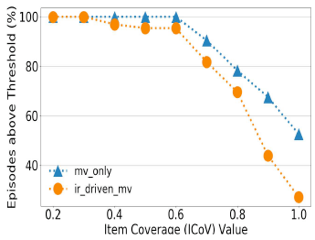 Episodes above Threshold (%)
100
80
60
40
mv_only
ir_driven_mv
0.2 0.4 0.6 0.8 1.0
Item Coverage (ICoV) Value